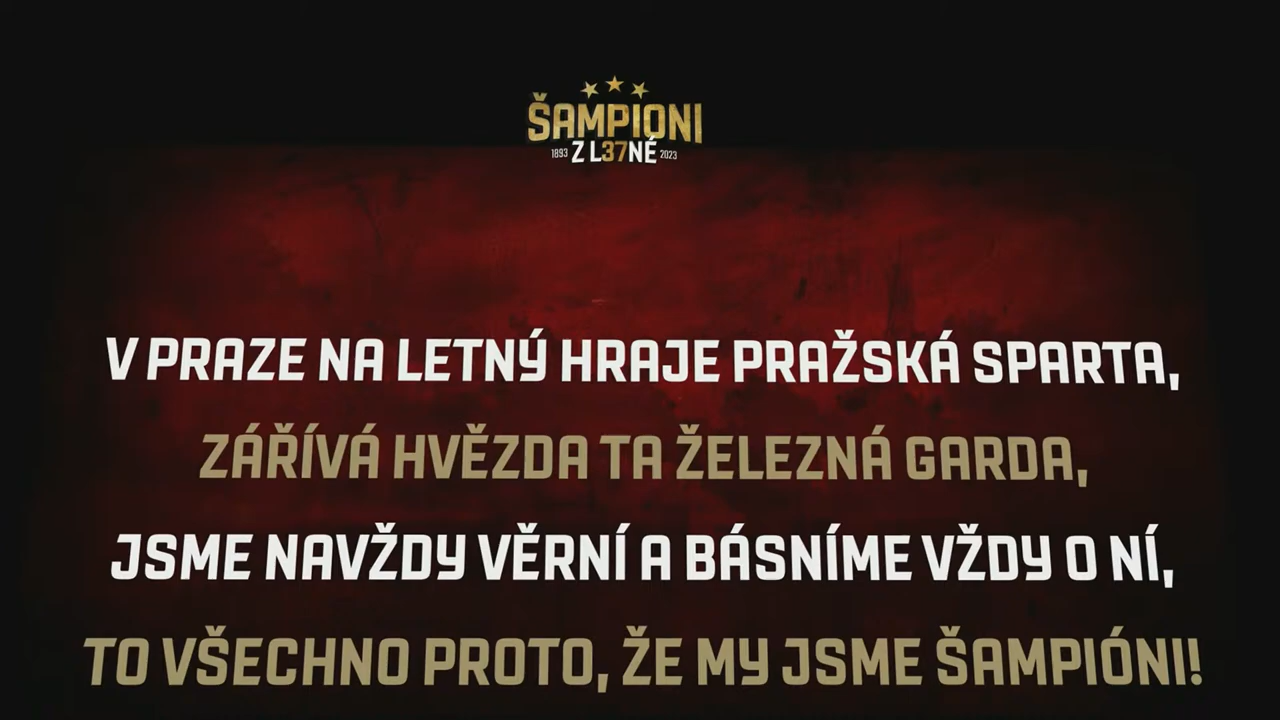 ŠAMPIONI
1893 Z L37NÉ 2023
V PRAZE NA LETNÝ HRAJE PRAŽSKÁ SPARTA,
ZÁŘÍVÁ HVĚZDA TA ŽELEZNÁ GARDA,
JSME NAVŽDY VĚRNÍ A BÁSNÍME VŽDY O NÍ,
TO VŠECHNO PROTO, ŽE MY JSME ŠAMPIÓNI!